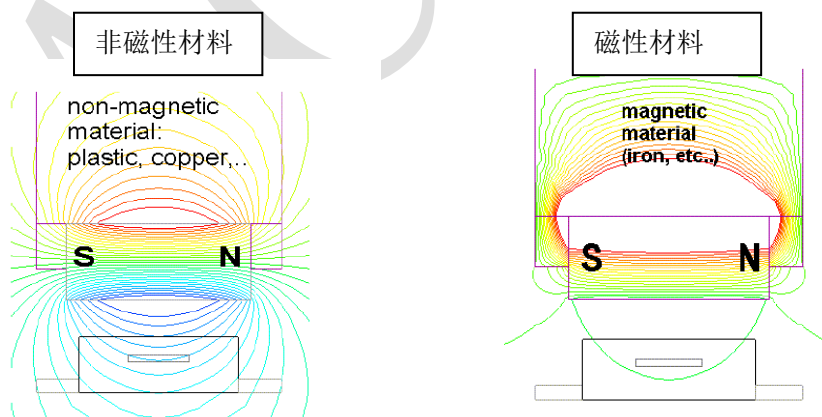 非磁性材料
non-magnetic
material:
plastic, copper,..
S N
磁性材料
magnetic
material
(iron, etc..)
S N